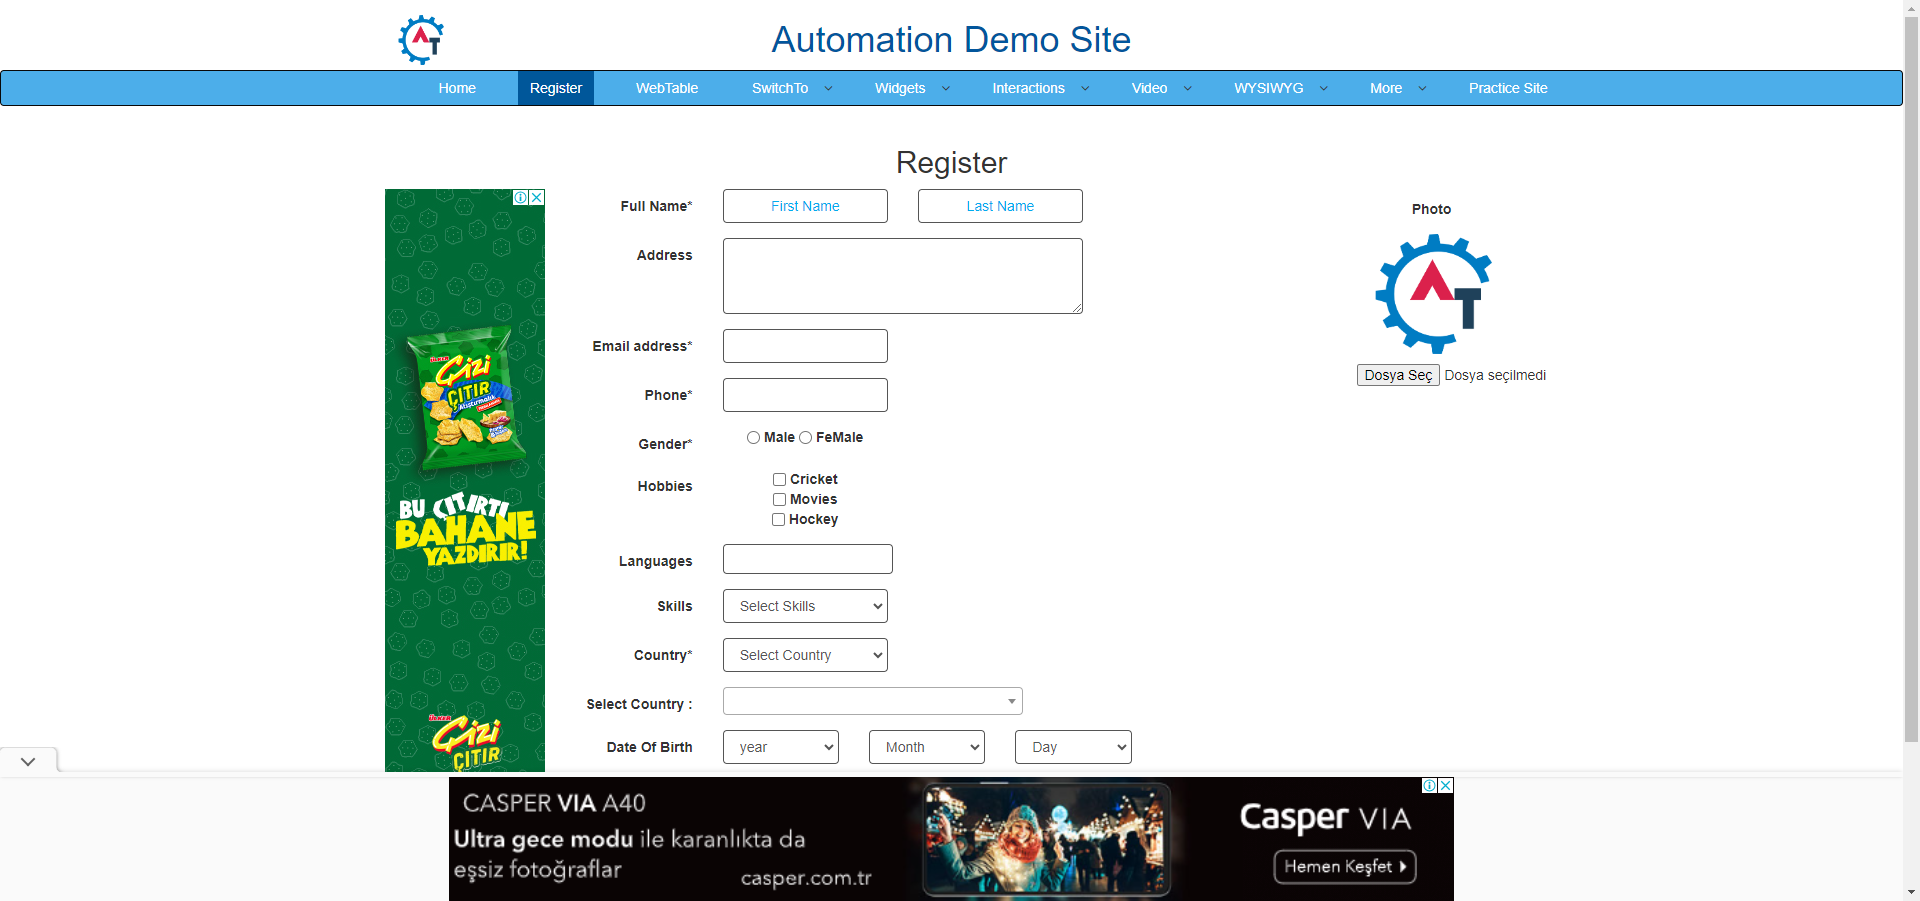 Automation Demo Site
Home Register WebTable SwitchTo Widgets Interactions Video WYSIWYG More Practice Site
Register
Full Name* First Name Last Name
Photo
Address
Email address*
Dosya Seç Dosya seçilmedi
Phone*
Gender* Male FeMale
Hobbies Cricket
Movies
Hockey
Languages
Skills Select Skills
Country* Select Country
Select Country :
Date Of Birth year Month Day
ÜLKER
Çizi
ÇITIR
Atıştırmalık
BU ÇITIRTI
BAHANE
YAZDIRIR!
ÜLKER
Çizi
ÇITIR
CASPER VIA A40
Ultra gece modu ile karanlıkta da
eşsiz fotoğraflar
casper.com.tr
Casper VIA
Hemen Keşfet